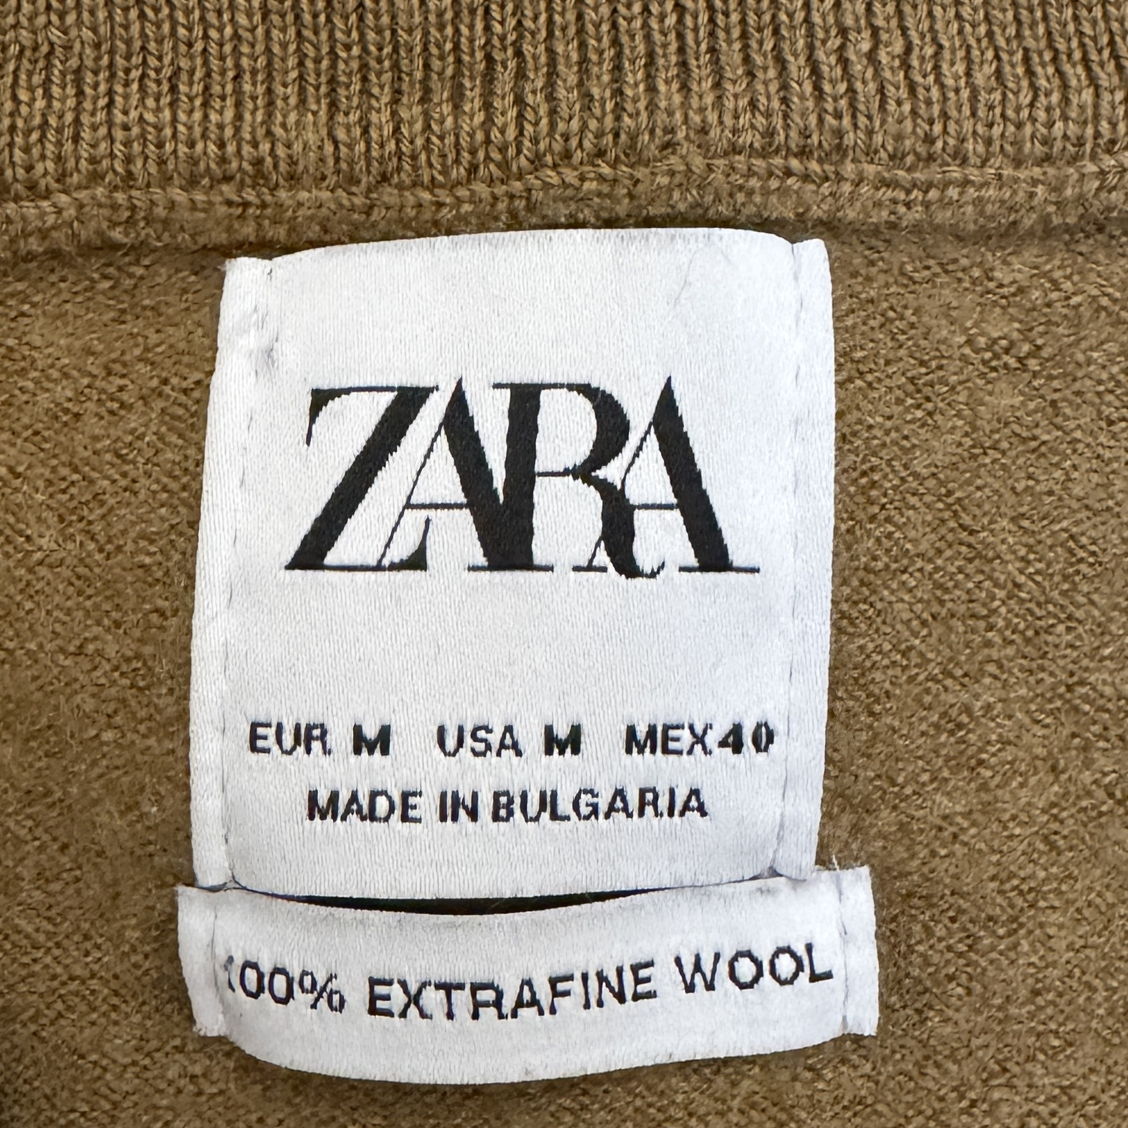 ZARA
EUR M USA M MEX 40
MADE IN BULGARIA
100% EXTRAFINE WOOL